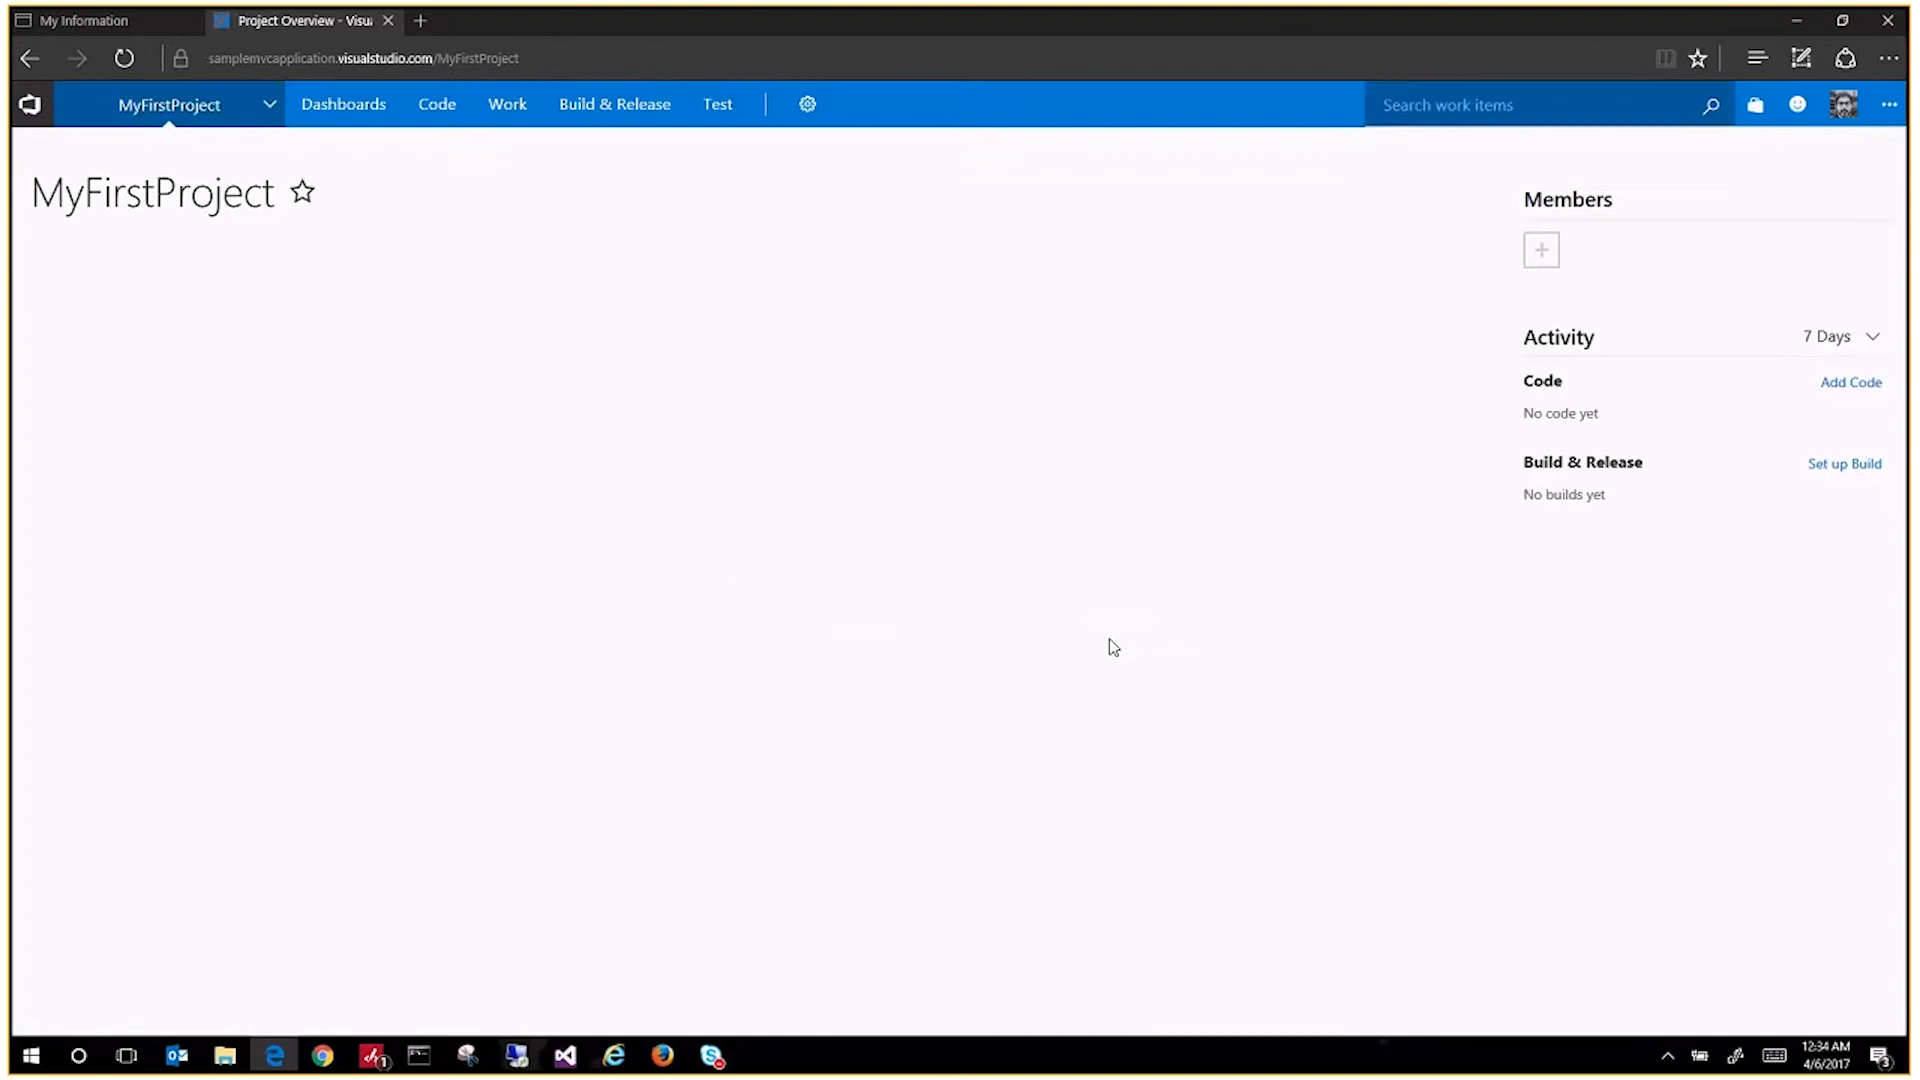 My Information
Project Overview - Visu
samplemvcapplication.visualstudio.com/MyFirstProject
MyFirstProject
Dashboards
Code
Work
Build & Release
Test
Search work items
MyFirstProject
Members
Activity
7 Days
Code
Add Code
No code yet
Build & Release
Set up Build
No builds yet
12:34 AM
4/6/2017
1
3